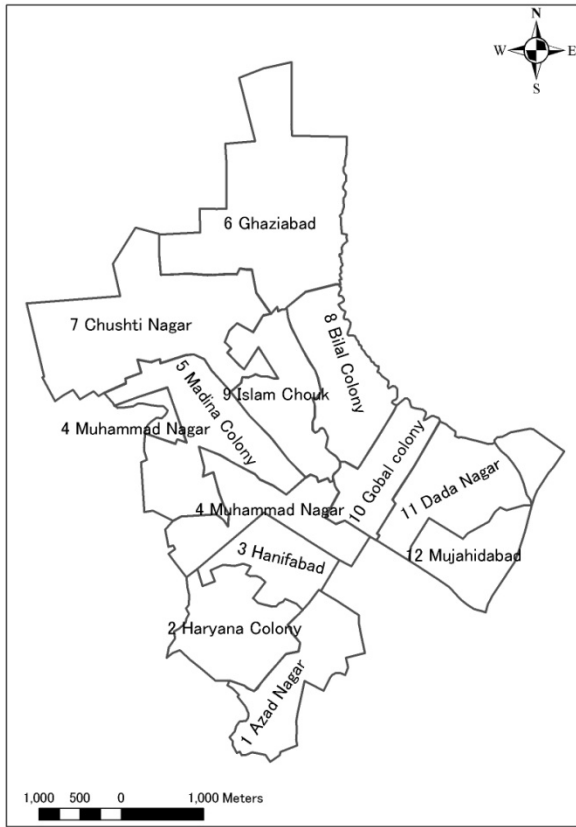 N
W E
S
6 Ghaziabad
7 Chushti Nagar
8 Bilal Colony
5 Madina Colony
9 Islam Chouk
4 Muhammad Nagar
10 Gobal colony
11 Dada Nagar
4 Muhammad Nagar
3 Hanifabad
12 Mujahidabad
2 Haryana Colony
1 Azad Nagar
1,000 500 0 1,000 Meters